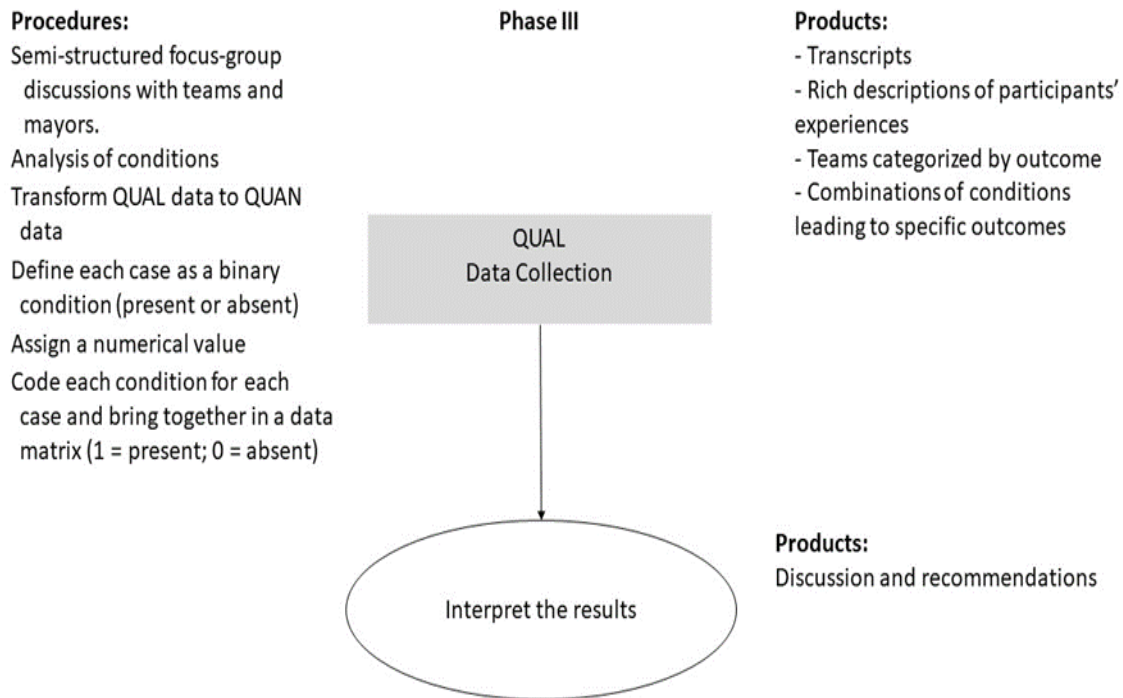 Procedures:
Semi-structured focus-group
discussions with teams and
mayors.
Analysis of conditions
Transform QUAL data to QUAN
data
Define each case as a binary
condition (present or absent)
Assign a numerical value
Code each condition for each
case and bring together in a data
matrix (1 = present; 0 = absent)
Phase III
QUAL
Data Collection
Interpret the results
Products:
- Transcripts
- Rich descriptions of participants’
experiences
- Teams categorized by outcome
- Combinations of conditions
leading to specific outcomes
Products:
Discussion and recommendations